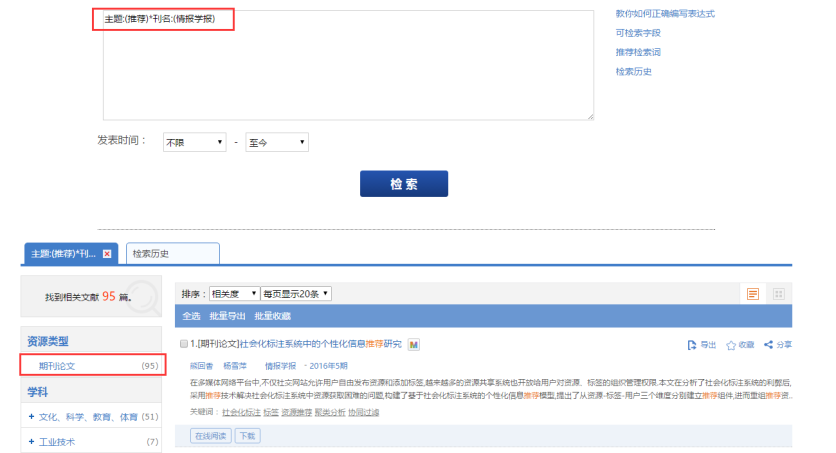 主题:(推荐)*刊名:(情报学报)
教你如何正确编写表达式
可检索字段
推荐检索词
检索历史
发表时间： 不限 - 至今
检 索
主题:(推荐)*刊... 检索历史
找到相关文献 95 篇。
排序： 相关度 每页显示20条
全选 批量导出 批量收藏
资源类型
期刊论文 (95)
学科
+ 文化、科学、教育、体育 (51)
+ 工业技术 (7)
1.[期刊论文]社会化标注系统中的个性化信息推荐研究 M
导出 收藏 分享
熊回香 杨雪萍 情报学报 · 2016年5期
在多媒体网络平台中,不仅社交网站允许用户自由发布资源和添加标签,越来越多的资源共享系统也开放给用户对资源、标签的组织管理权限.本文在分析了社会化标注系统的利弊后,
采用推荐技术解决社会化标注系统中资源获取困难的问题,构建了基于社会化标注系统的个性化信息推荐模型,提出了从资源-标签-用户三个维度分别建立推荐组件,进而重组推荐资...
关键词： 社会化标注 标签 资源推荐 聚类分析 协同过滤
在线阅读 下载